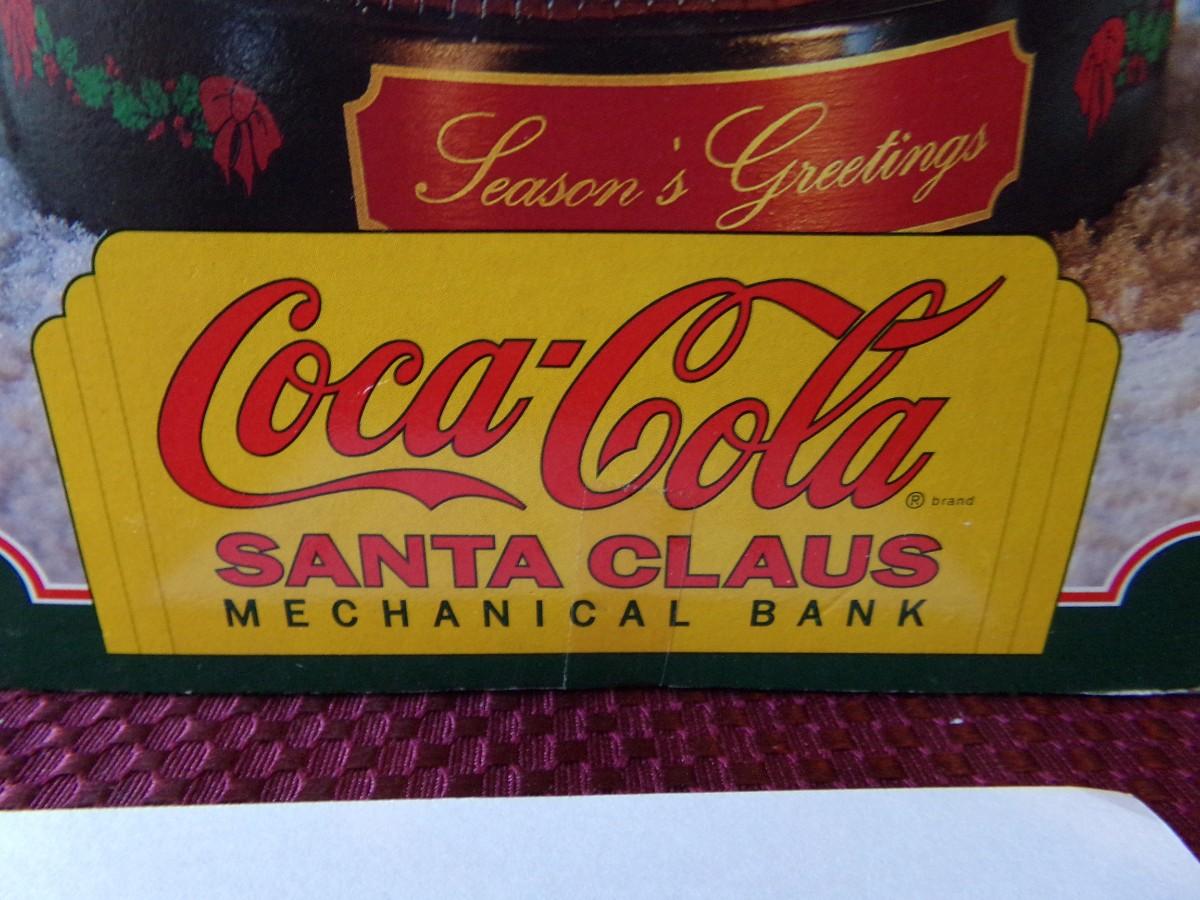 Season's Greetings
Coca-Cola
® brand
SANTA CLAUS
MECHANICAL BANK